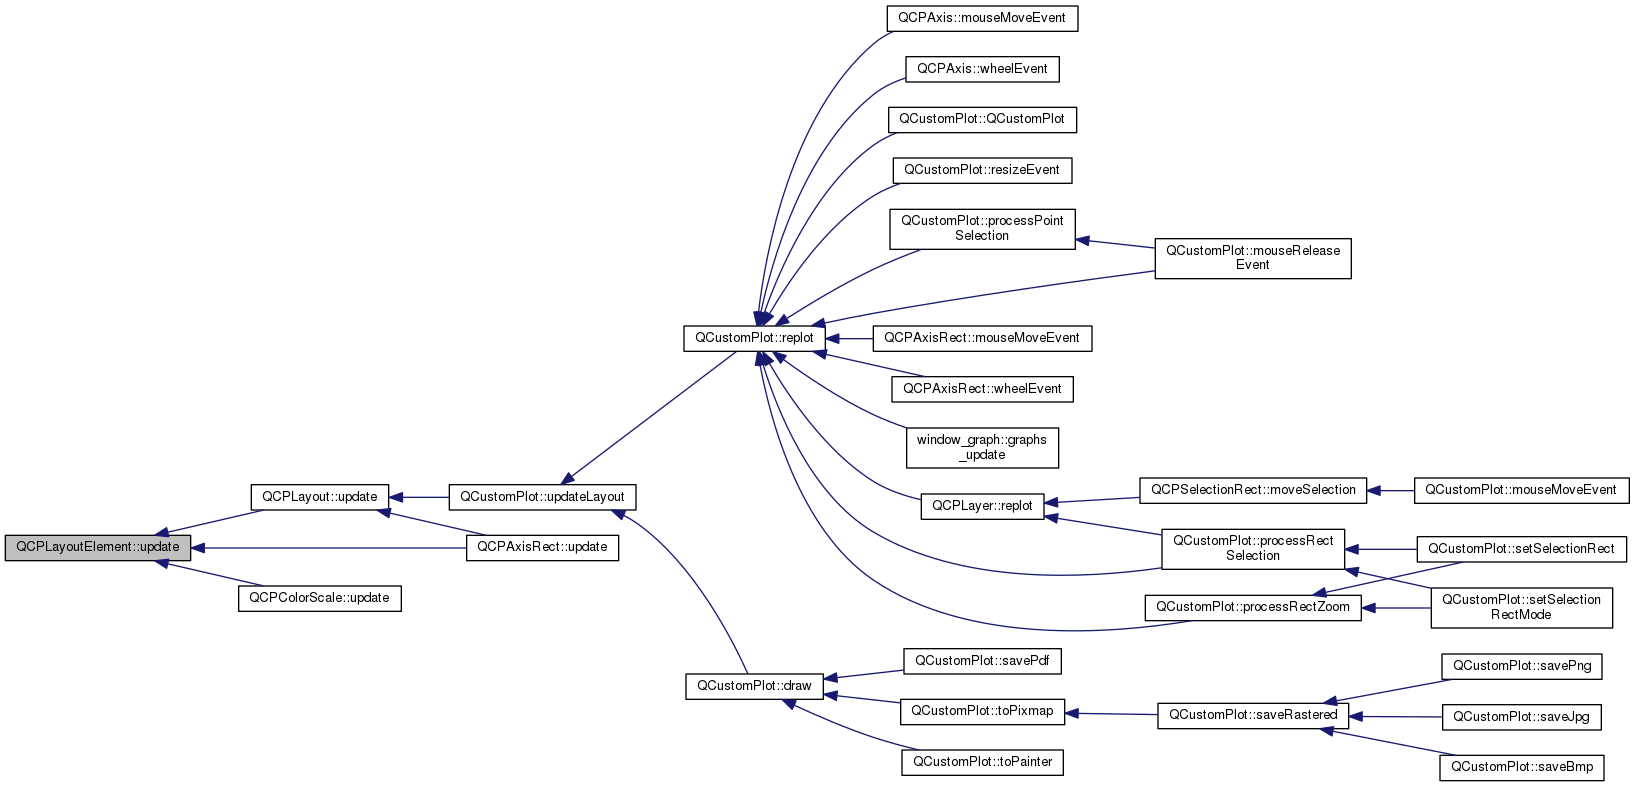 QCPAxis::mouseMoveEvent
QCPAxis::wheelEvent
QCustomPlot::QCustomPlot
QCustomPlot::resizeEvent
QCustomPlot::processPoint
Selection
QCustomPlot::mouseRelease
Event
QCustomPlot::replot
QCPAxisRect::mouseMoveEvent
QCPAxisRect::wheelEvent
window_graph::graphs
_update
QCPLayout::update
QCustomPlot::updateLayout
QCPLayer::replot
QCPSelectionRect::moveSelection
QCustomPlot::mouseMoveEvent
QCPLayoutElement::update
QCPAxisRect::update
QCustomPlot::processRect
Selection
QCustomPlot::setSelectionRect
QCPColorScale::update
QCustomPlot::processRectZoom
QCustomPlot::setSelection
RectMode
QCustomPlot::savePdf
QCustomPlot::savePng
QCustomPlot::draw
QCustomPlot::toPixmap
QCustomPlot::saveRastered
QCustomPlot::saveJpg
QCustomPlot::toPainter
QCustomPlot::saveBmp